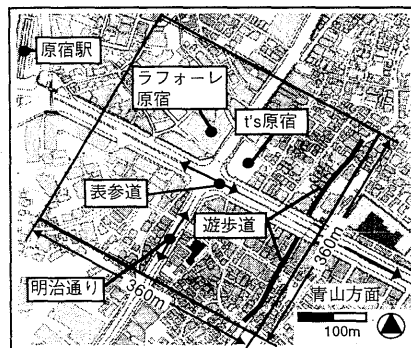 原宿駅
ラフォーレ
原宿
t's原宿
表参道
遊歩道
明治通り
360m
360m
青山方面
100m